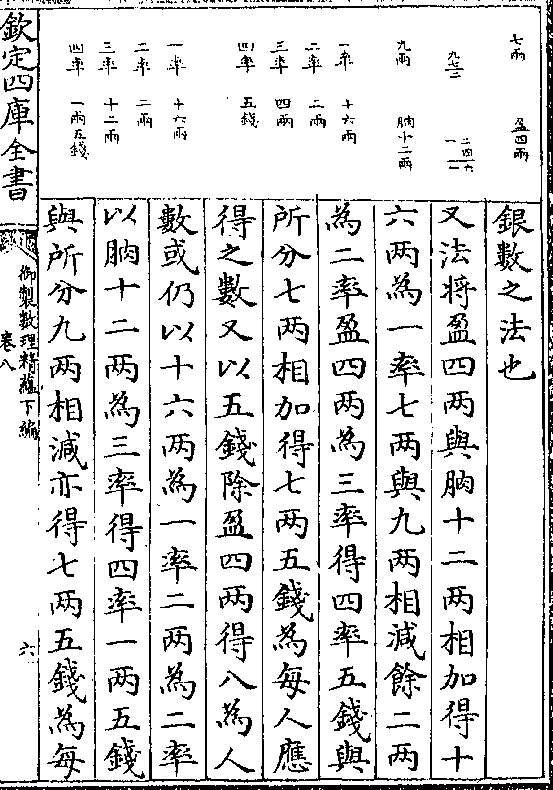 七兩　盈四兩
九七二
九兩　朒十二兩
一率　十六兩
二率　二兩
三率　四兩
四率　五錢
一率　十六兩
二率　二兩
三率　十二兩
四率　一兩五錢
銀數之法也
又法將盈四兩與朒十二兩相加得十
六兩為一率七兩與九兩相減餘二兩
為二率盈四兩為三率得四率五錢與
所分七兩相加得七兩五錢為每人應
得之數又以五錢除盈四兩得八為人
數或仍以十六兩為一率二兩為二率
以朒十二兩為三率得四率一兩五錢
與所分九兩相減亦得七兩五錢為每
欽定四庫全書
御製數理精蘊下編
卷八
六